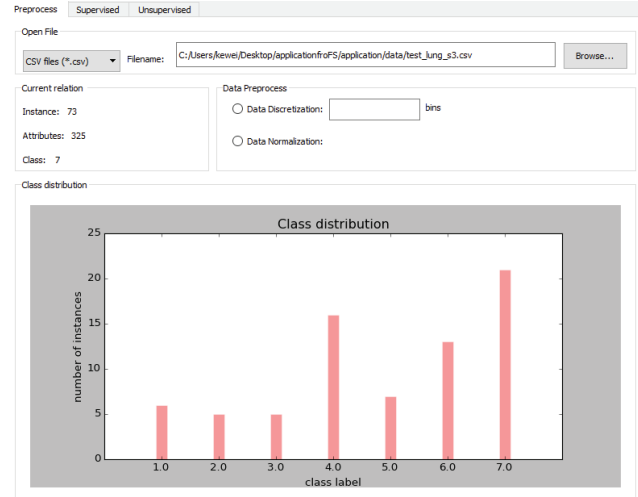 Preprocess Supervised Unsupervised
Open File
CSV files (*.csv) Filename: C:/Users/kewei/Desktop/applicationfroFS/application/data/test_lung_s3.csv Browse...
Current relation
Instance: 73
Attributes: 325
Class: 7
Data Preprocess
Data Discretization: bins
Data Normalization:
Class distribution
Class distribution
number of instances
25
20
15
10
5
0
1.0 2.0 3.0 4.0 5.0 6.0 7.0
class label